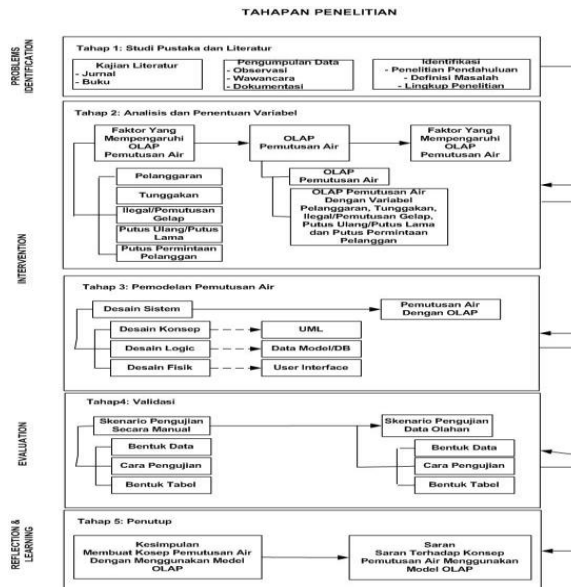 TAHAPAN PENELITIAN
PROBLEMS
IDENTIFICATION
Tahap 1: Studi Pustaka dan Literatur
Kajian Literatur
- Jurnal
- Buku
Pengumpulan Data
- Observasi
- Wawancara
- Dokumentasi
Identifikasi
- Penelitian Pendahuluan
- Definisi Masalah
- Lingkup Penelitian
INTERVENTION
Tahap 2: Analisis dan Penentuan Variabel
Faktor Yang
Mempengaruhi
OLAP
Pemutusan Air
OLAP
Pemutusan Air
Faktor Yang
Mempengaruhi
OLAP
Pemutusan Air
Pelanggaran
Tunggakan
Ilegal/Pemutusan
Gelap
Putus Ulang/Putus
Lama
Putus Permintaan
Pelanggan
OLAP
Pemutusan Air
OLAP Pemutusan Air
Dengan Variabel
Pelanggaran, Tunggakan,
Ilegal/Pemutusan Gelap,
Putus Ulang/Putus Lama
dan Putus Permintaan
Pelanggan
Tahap 3: Pemodelan Pemutusan Air
Desain Sistem
Pemutusan Air
Dengan OLAP
Desain Konsep
UML
Desain Logic
Data Model/DB
Desain Fisik
User Interface
EVALUATION
Tahap4: Validasi
Skenario Pengujian
Secara Manual
Skenario Pengujian
Data Olahan
Bentuk Data
Cara Pengujian
Bentuk Tabel
Bentuk Data
Cara Pengujian
Bentuk Tabel
REFLECTION &
LEARNING
Tahap 5: Penutup
Kesimpulan
Membuat Kosep Pemutusan Air
Dengan Menggunakan Medel
OLAP
Saran
Saran Terhadap Konsep
Pemutusan Air Menggunakan
Model OLAP